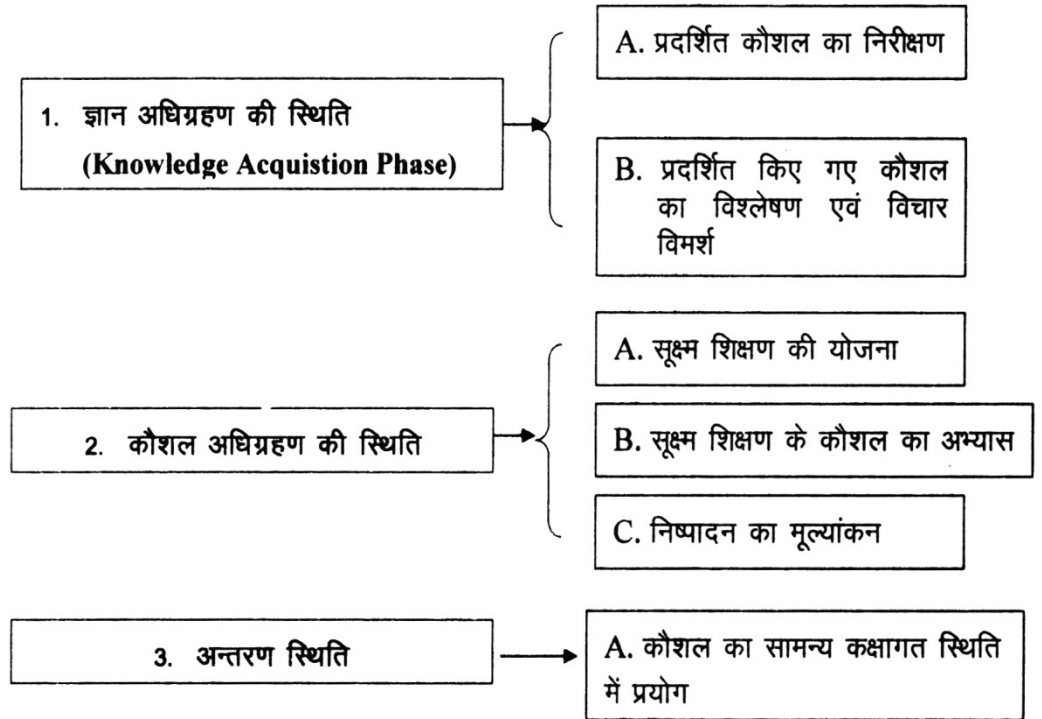 1. ज्ञान अधिग्रहण की स्थिति
(Knowledge Acquistion Phase)
A. प्रदर्शित कौशल का निरीक्षण
B. प्रदर्शित किए गए कौशल
का विश्लेषण एवं विचार
विमर्श
2. कौशल अधिग्रहण की स्थिति
A. सूक्ष्म शिक्षण की योजना
B. सूक्ष्म शिक्षण के कौशल का अभ्यास
C. निष्पादन का मूल्यांकन
3. अन्तरण स्थिति
A. कौशल का सामन्य कक्षागत स्थिति
में प्रयोग